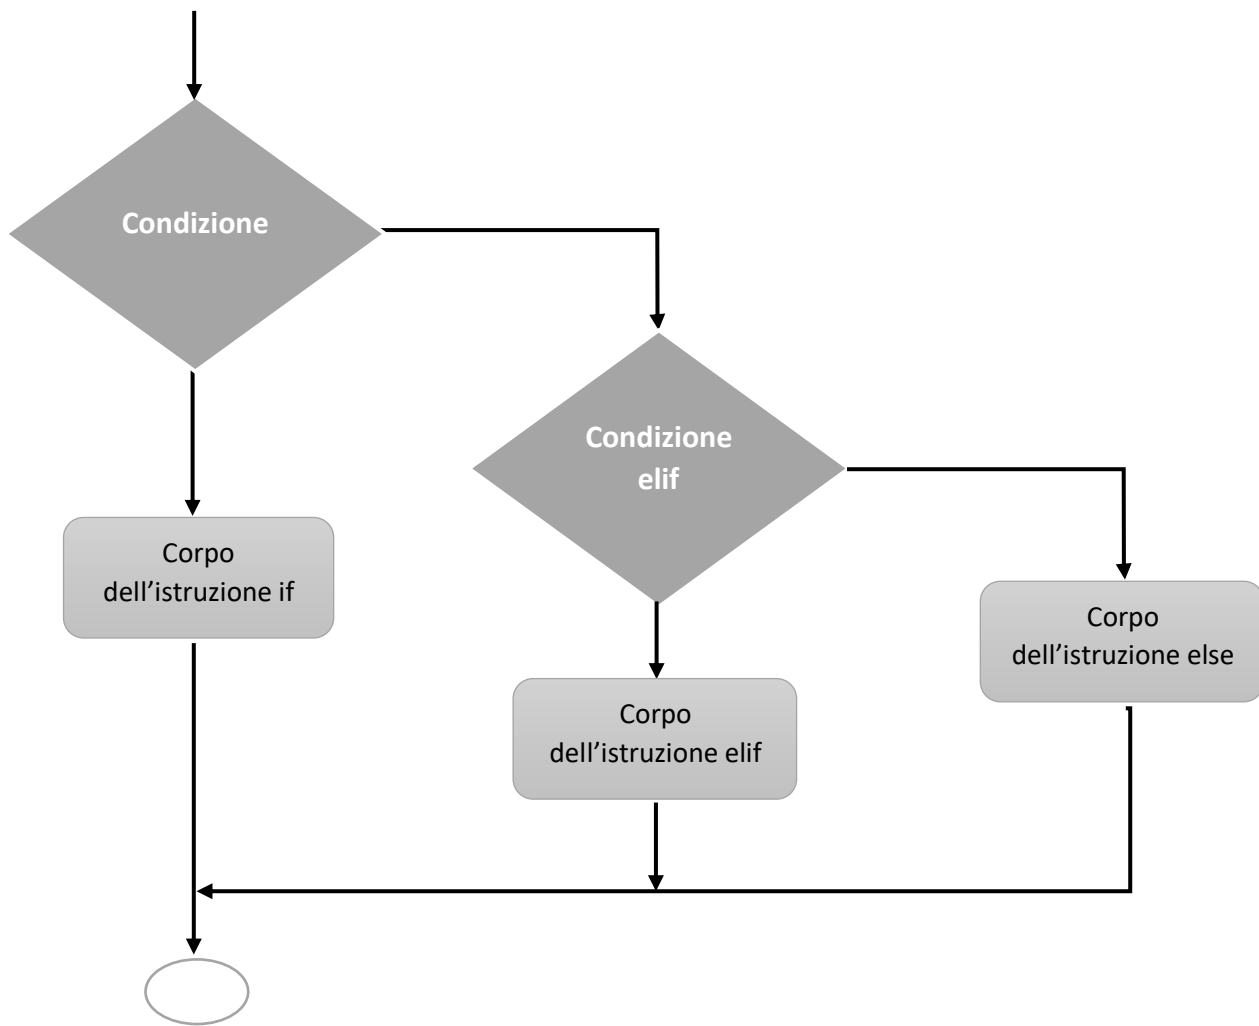 Condizione
Condizione
elif
Corpo
dell’istruzione if
Corpo
dell’istruzione else
Corpo
dell’istruzione elif